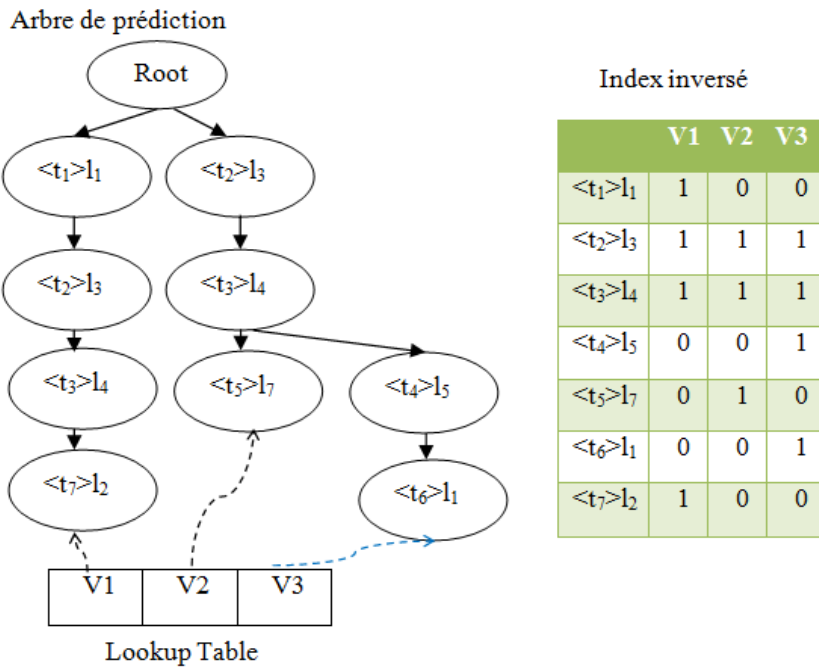 Arbre de prédiction
Root
<t₁>l₁ <t₂>l₃
<t₂>l₃ <t₃>l₄
<t₃>l₄ <t₅>l₇ <t₄>l₅
<t₇>l₂ <t₆>l₁
V1 V2 V3
Lookup Table
Index inversé
V1 V2 V3
<t₁>l₁ 1 0 0
<t₂>l₃ 1 1 1
<t₃>l₄ 1 1 1
<t₄>l₅ 0 0 1
<t₅>l₇ 0 1 0
<t₆>l₁ 0 0 1
<t₇>l₂ 1 0 0